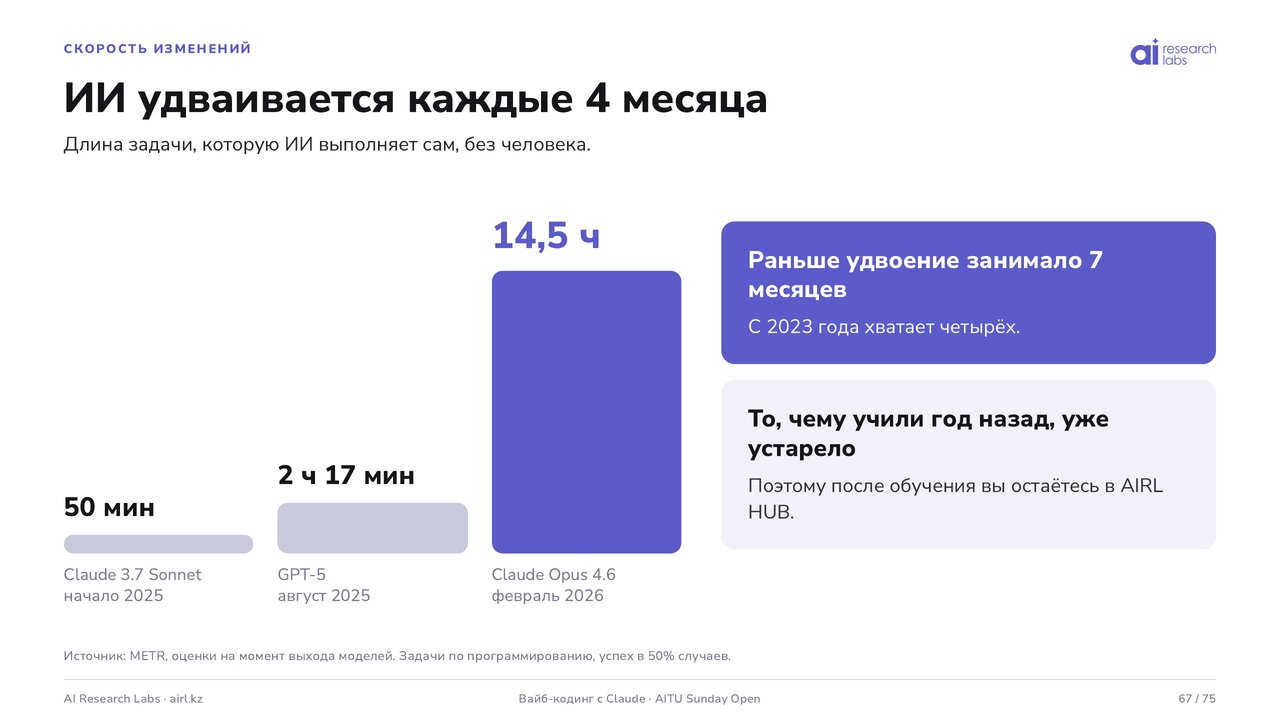 СКОРОСТЬ ИЗМЕНЕНИЙ
ai research labs
ИИ удваивается каждые 4 месяца
Длина задачи, которую ИИ выполняет сам, без человека.
50 мин
Claude 3.7 Sonnet
начало 2025
2 ч 17 мин
GPT-5
август 2025
14,5 ч
Claude Opus 4.6
февраль 2026
Раньше удвоение занимало 7
месяцев
С 2023 года хватает четырёх.
То, чему учили год назад, уже
устарело
Поэтому после обучения вы остаётесь в AIRL
HUB.
Источник: METR, оценки на момент выхода моделей. Задачи по программированию, успех в 50% случаев.
AI Research Labs · airl.kz
Вайб-кодинг с Claude · AITU Sunday Open
67 / 75